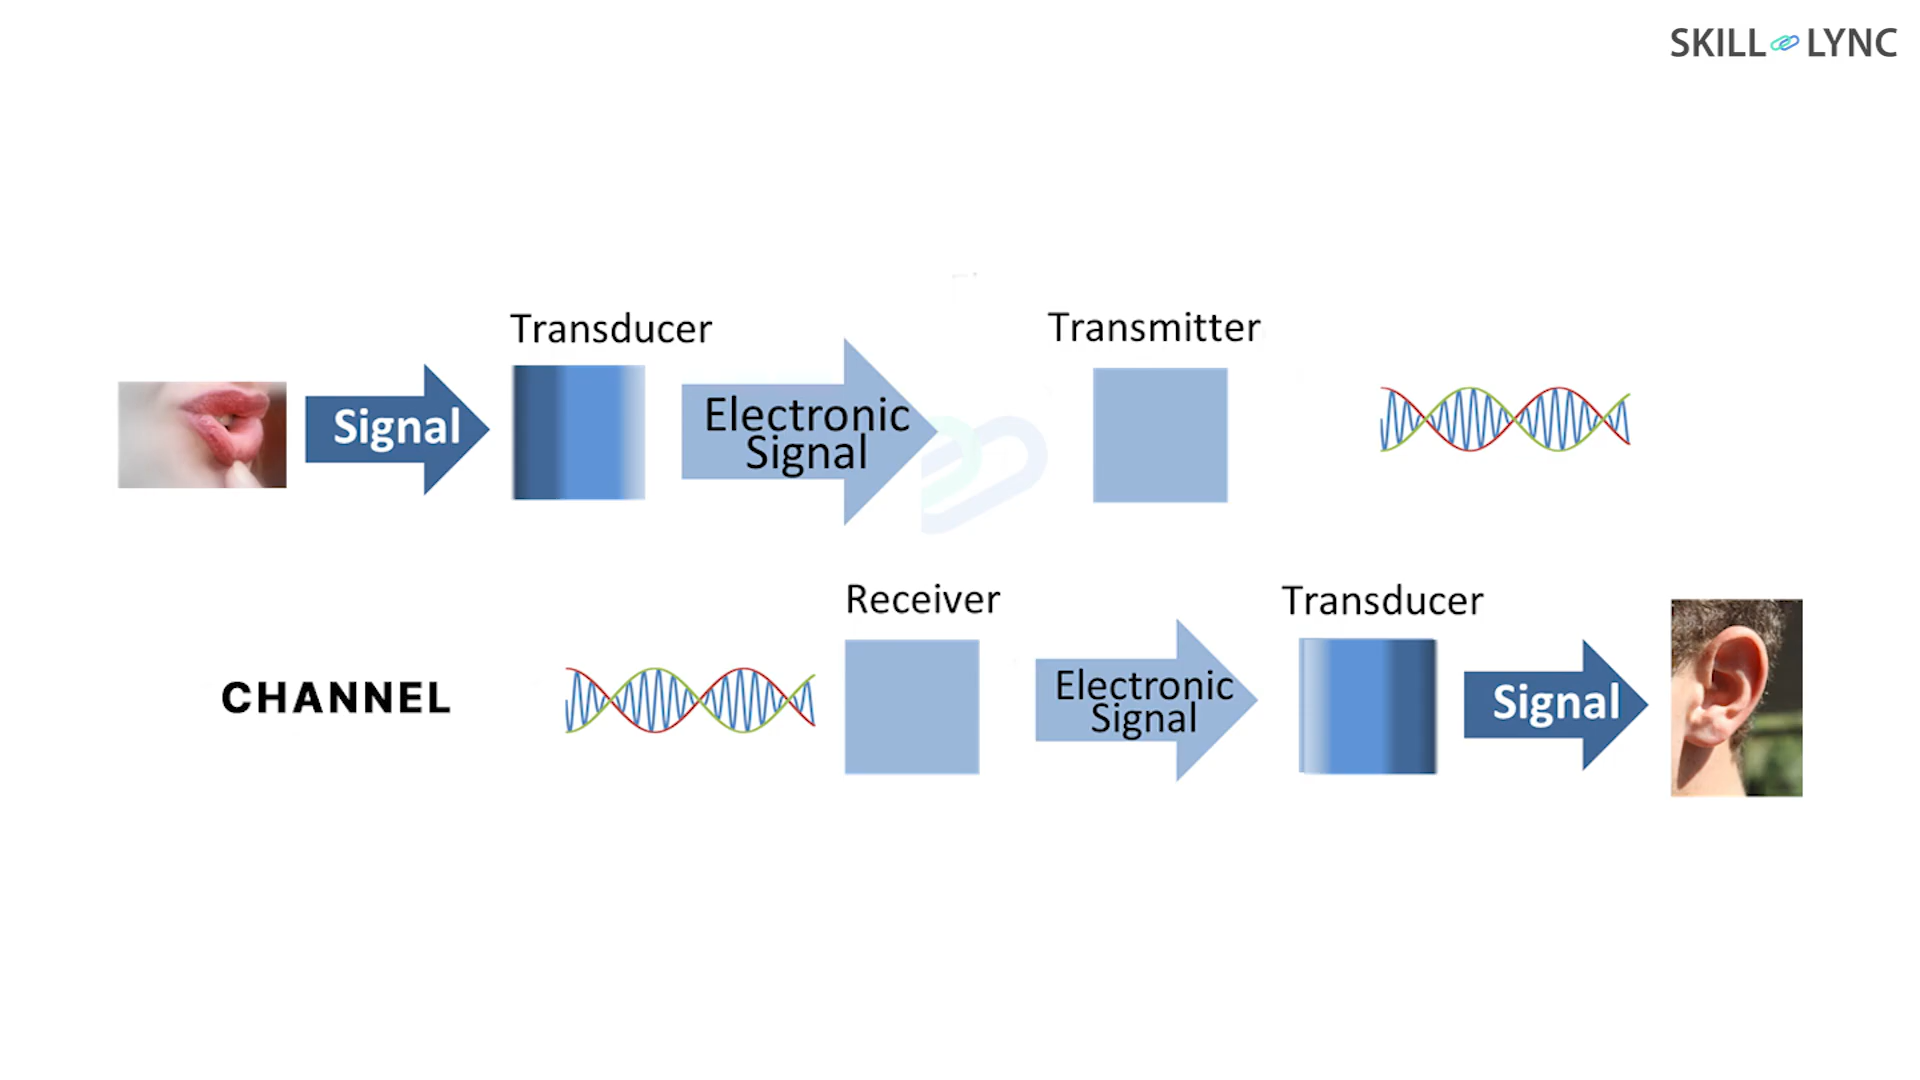 SKILL LYNC
Transducer
Transmitter
Signal
Electronic
Signal
Receiver
Transducer
CHANNEL
Electronic
Signal
Signal